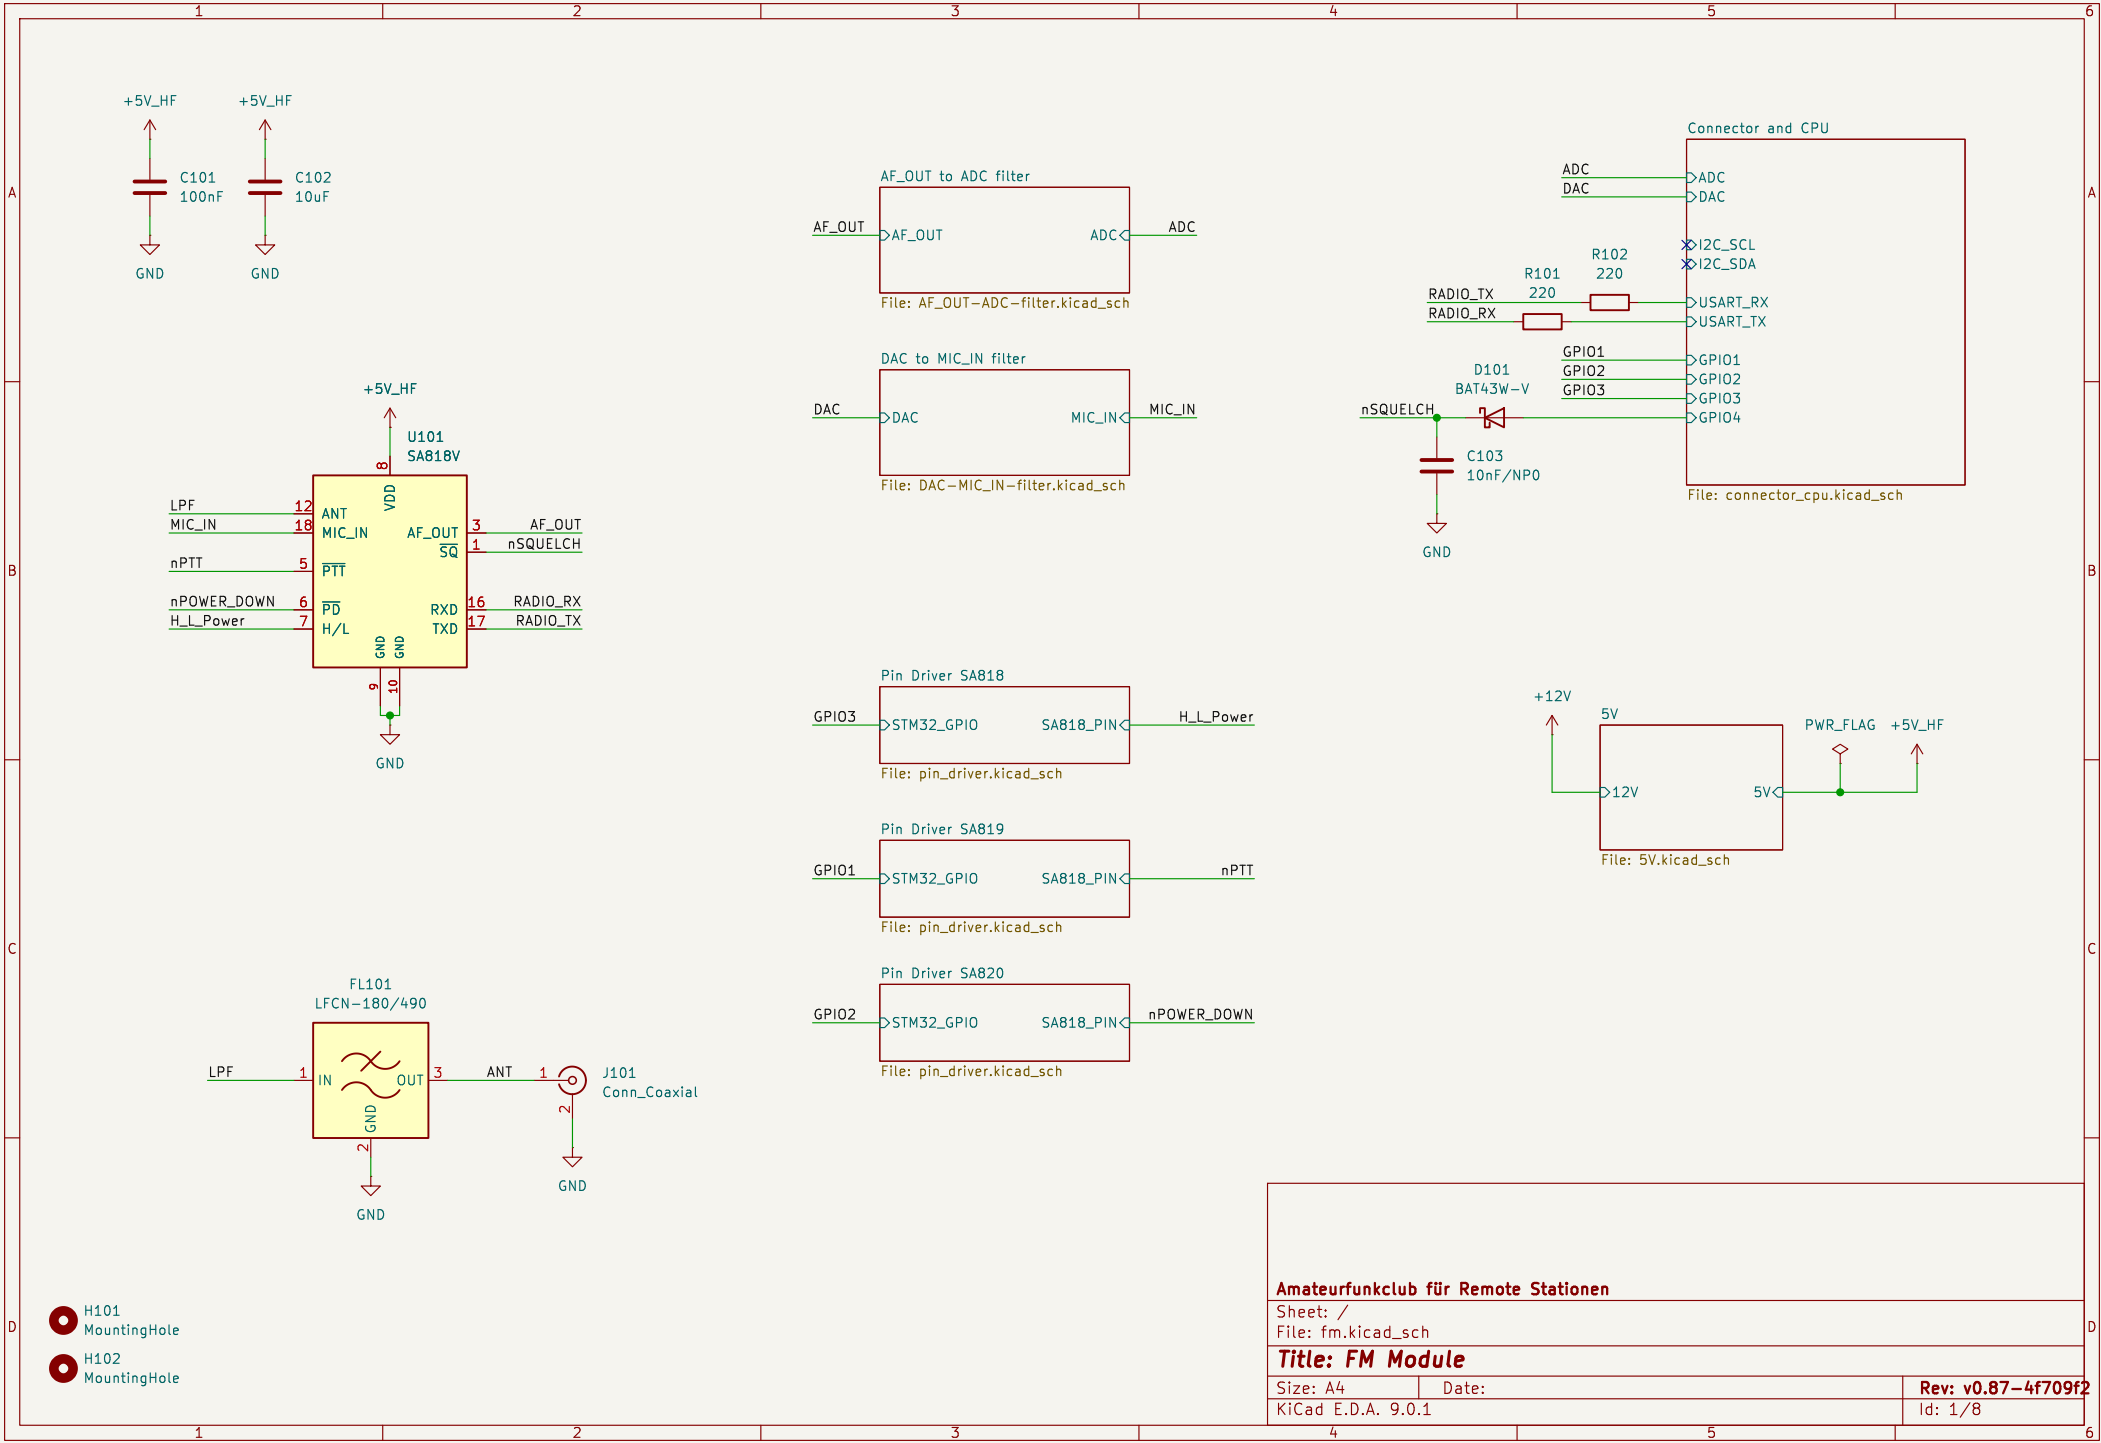 1 2 3 4 5 6
A
B
C
D
A
B
C
D
1 2 3 4 5 6
+5V_HF
C101
100nF
GND
+5V_HF
C102
10uF
GND
+5V_HF
U101
SA818V
8
VDD
LPF
12
ANT
MIC_IN
18
MIC_IN
nPTT
5
PTT
nPOWER_DOWN
6
PD
H_L_Power
7
H/L
AF_OUT
3
AF_OUT
SQ
1
nSQUELCH
RXD
16
RADIO_RX
TXD
17
RADIO_TX
GND
GND
9
10
GND
FL101
LFCN-180/490
LPF
1
IN
OUT
3
GND
2
GND
ANT
1
J101
Conn_Coaxial
2
GND
H101
MountingHole
H102
MountingHole
AF_OUT to ADC filter
AF_OUT
AF_OUT
ADC
ADC
File: AF_OUT-ADC-filter.kicad_sch
DAC to MIC_IN filter
DAC
DAC
MIC_IN
MIC_IN
File: DAC-MIC_IN-filter.kicad_sch
Pin Driver SA818
GPIO3
STM32_GPIO
SA818_PIN
H_L_Power
File: pin_driver.kicad_sch
Pin Driver SA819
GPIO1
STM32_GPIO
SA818_PIN
nPTT
File: pin_driver.kicad_sch
Pin Driver SA820
GPIO2
STM32_GPIO
SA818_PIN
nPOWER_DOWN
File: pin_driver.kicad_sch
Connector and CPU
ADC
ADC
DAC
DAC
I2C_SCL
I2C_SDA
R102
220
R101
220
RADIO_TX
USART_RX
RADIO_RX
USART_TX
GPIO1
GPIO1
GPIO2
GPIO2
GPIO3
GPIO3
D101
BAT43W-V
nSQUELCH
GPIO4
C103
10nF/NP0
GND
File: connector_cpu.kicad_sch
+12V
5V
12V
5V
PWR_FLAG
+5V_HF
File: 5V.kicad_sch
Amateurfunkclub für Remote Stationen
Sheet: /
File: fm.kicad_sch
Title: FM Module
Size: A4
Date:
Rev: v0.87-4f709f2
KiCad E.D.A. 9.0.1
Id: 1/8